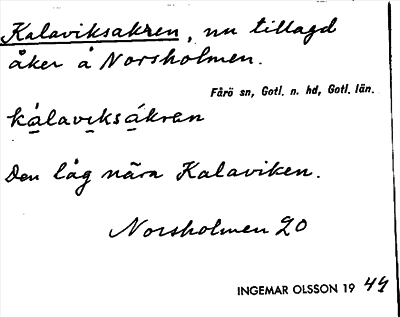 Kalaviksakren, nu tillagd
åker å Norsholmen.
Fårö sn, Gotl. n. hd, Gotl. län.
kálaviksákran
Den låg nära Kalaviken.
Norsholmen 20
INGEMAR OLSSON 19 49